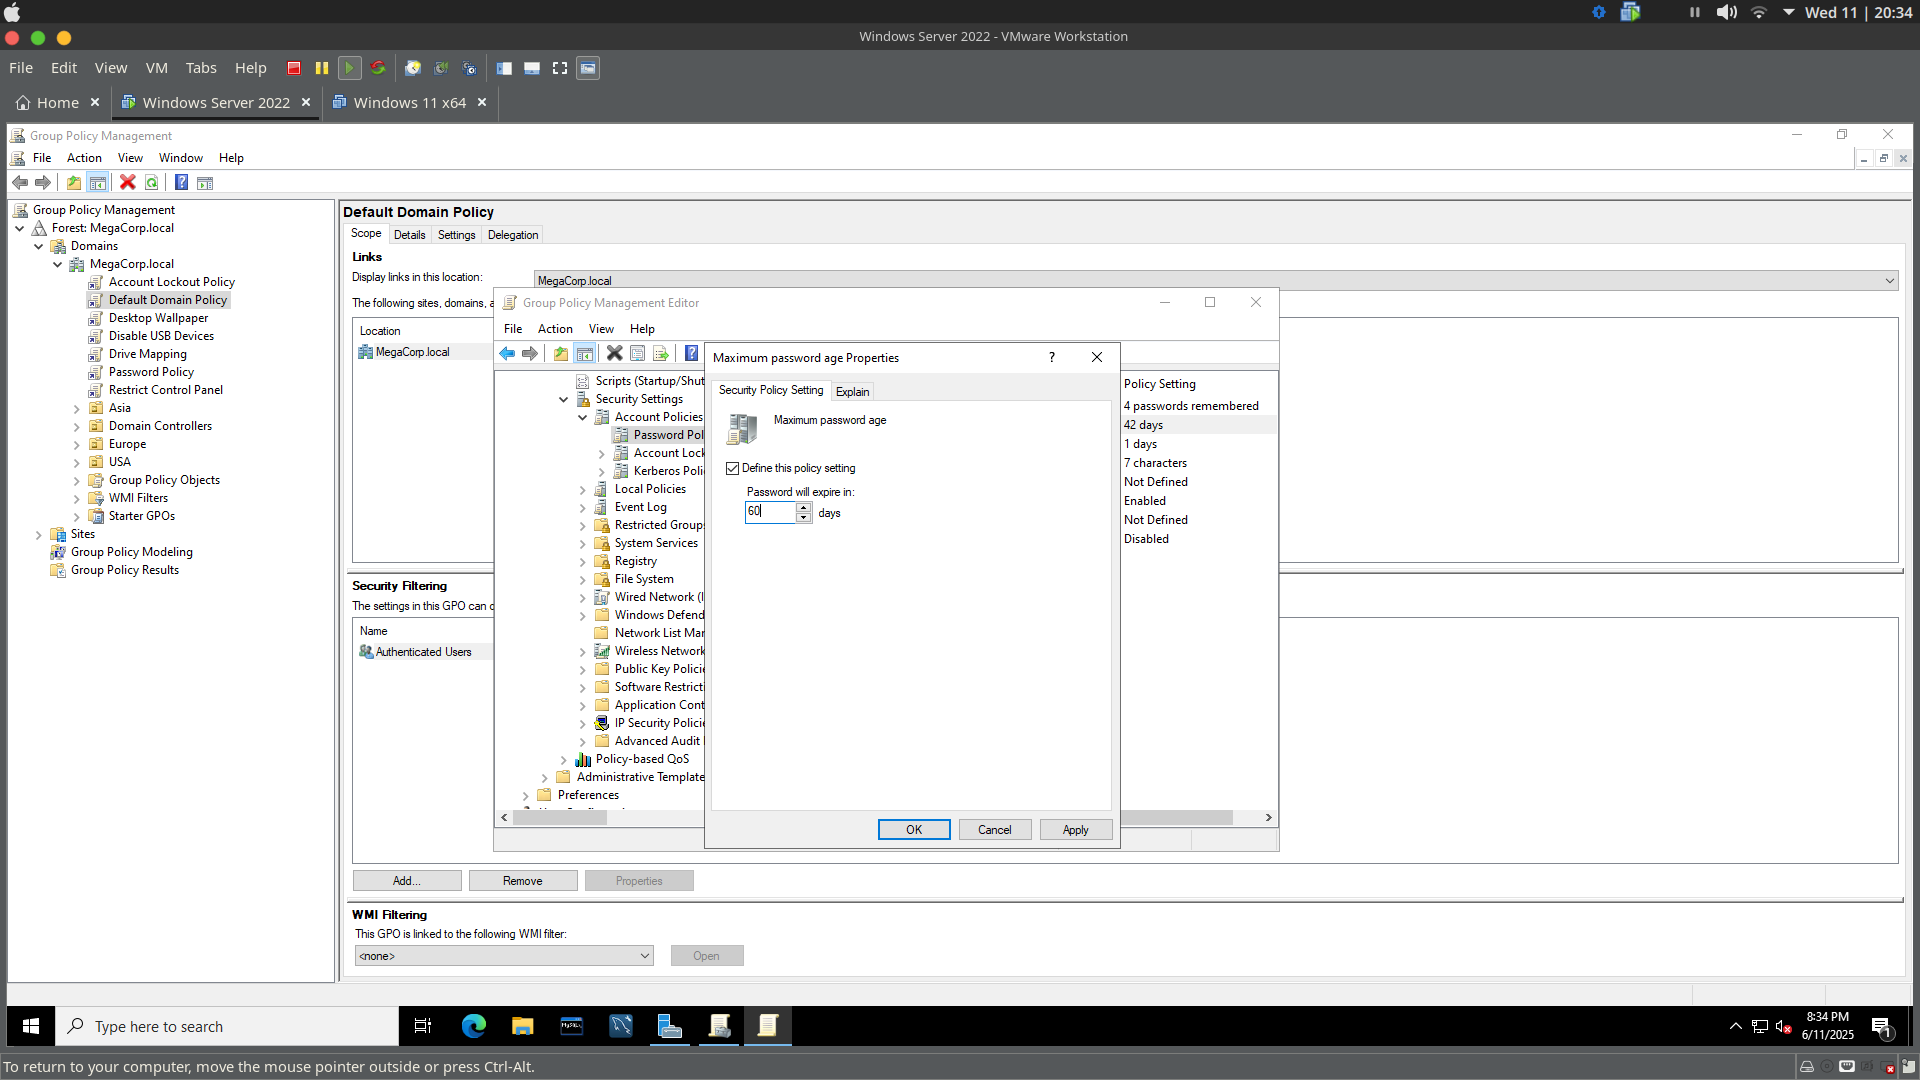 Wed 11 | 20:34
Windows Server 2022 - VMware Workstation
File Edit View VM Tabs Help
Home Windows Server 2022 Windows 11 x64
Group Policy Management
File Action View Window Help
Group Policy Management
Forest: MegaCorp.local
Domains
MegaCorp.local
Account Lockout Policy
Default Domain Policy
Desktop Wallpaper
Disable USB Devices
Drive Mapping
Password Policy
Restrict Control Panel
Asia
Domain Controllers
Europe
USA
Group Policy Objects
WMI Filters
Starter GPOs
Sites
Group Policy Modeling
Group Policy Results
Default Domain Policy
Scope Details Settings Delegation
Links
Display links in this location: MegaCorp.local
The following sites, domains, a
Location
MegaCorp.local
Security Filtering
The settings in this GPO can o
Name
Authenticated Users
Add... Remove Properties
WMI Filtering
This GPO is linked to the following WMI filter:
<none> Open
Group Policy Management Editor
File Action View Help
Scripts (Startup/Shut
Security Settings
Account Policies
Password Pol
Account Lock
Kerberos Poli
Local Policies
Event Log
Restricted Groups
System Services
Registry
File System
Wired Network (I
Windows Defend
Network List Mar
Wireless Network
Public Key Policie
Software Restricti
Application Cont
IP Security Policie
Advanced Audit
Policy-based QoS
Administrative Template
Preferences
Policy Setting
4 passwords remembered
42 days
1 days
7 characters
Not Defined
Enabled
Not Defined
Disabled
Maximum password age Properties ?
Security Policy Setting Explain
Maximum password age
Define this policy setting
Password will expire in:
60 days
OK Cancel Apply
Type here to search
MySQL
8:34 PM
6/11/2025
1
To return to your computer, move the mouse pointer outside or press Ctrl-Alt.